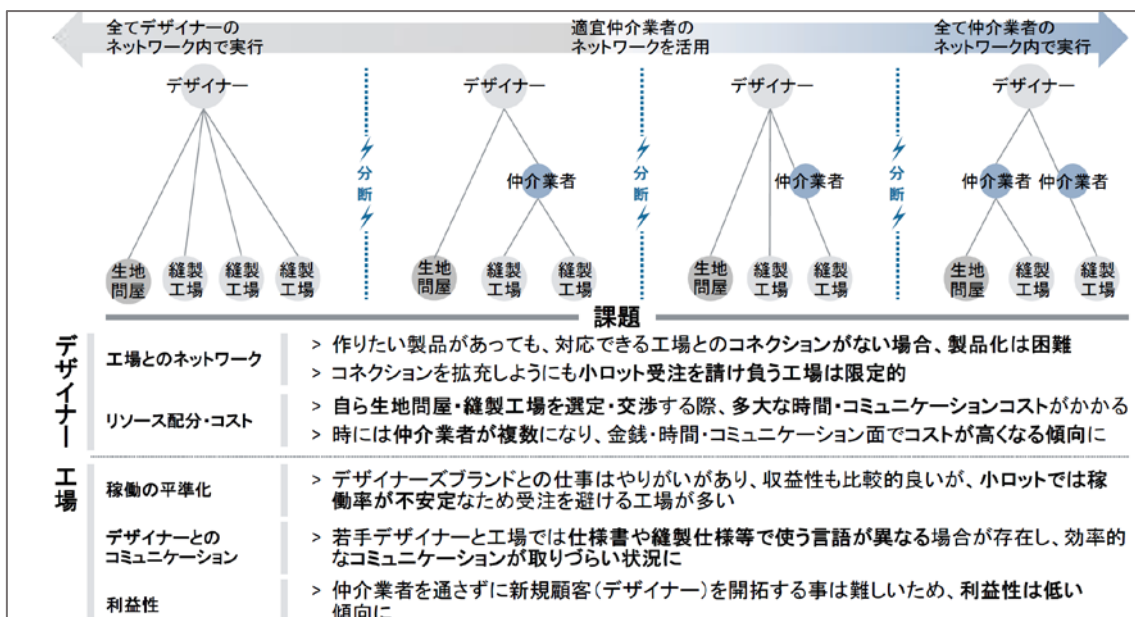 全てデザイナーの
ネットワーク内で実行
適宜仲介業者の
ネットワークを活用
全て仲介業者の
ネットワーク内で実行
デザイナー
デザイナー
デザイナー
デザイナー
分断
分断
分断
仲介業者
仲介業者
仲介業者
仲介業者
生地
問屋
縫製
工場
縫製
工場
縫製
工場
生地
問屋
縫製
工場
縫製
工場
生地
問屋
縫製
工場
縫製
工場
生地
問屋
縫製
工場
縫製
工場
課題
デザイナー
工場とのネットワーク
> 作りたい製品があっても、対応できる工場とのコネクションがない場合、製品化は困難
> コネクションを拡充しようにも小ロット受注を請け負う工場は限定的
リソース配分・コスト
> 自ら生地問屋・縫製工場を選定・交渉する際、多大な時間・コミュニケーションコストがかかる
> 時には仲介業者が複数になり、金銭・時間・コミュニケーション面でコストが高くなる傾向に
工場
稼働の平準化
> デザイナーズブランドとの仕事はやりがいがあり、収益性も比較的良いが、小ロットでは稼
働率が不安定なため受注を避ける工場が多い
デザイナーとの
コミュニケーション
> 若手デザイナーと工場では仕様書や縫製仕様等で使う言語が異なる場合が存在し、効率的
なコミュニケーションが取りづらい状況に
利益性
> 仲介業者を通さずに新規顧客(デザイナー)を開拓する事は難しいため、利益性は低い
傾向に